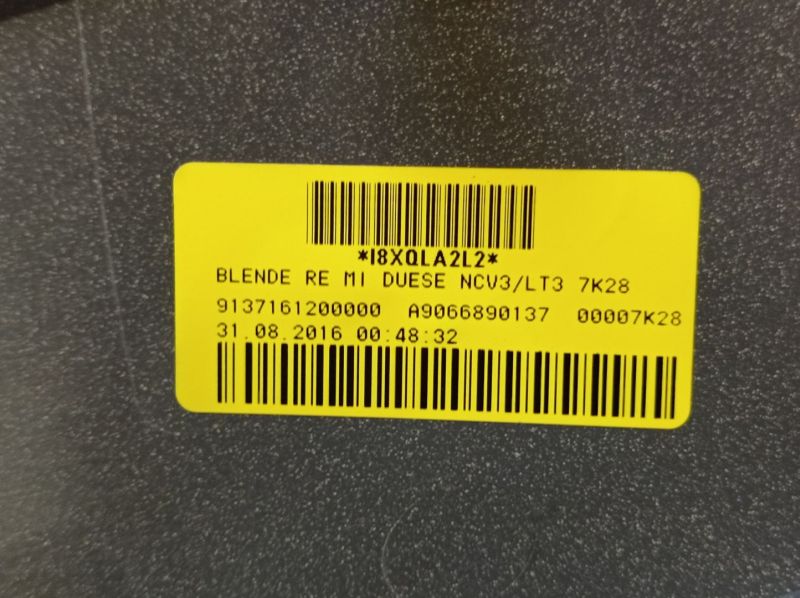 *I8XQLA2L2*
BLENDE RE MI DUESE NCV3/LT3 7K28
9137161200000 A9066890137 00007K28
31.08.2016 00:48:32